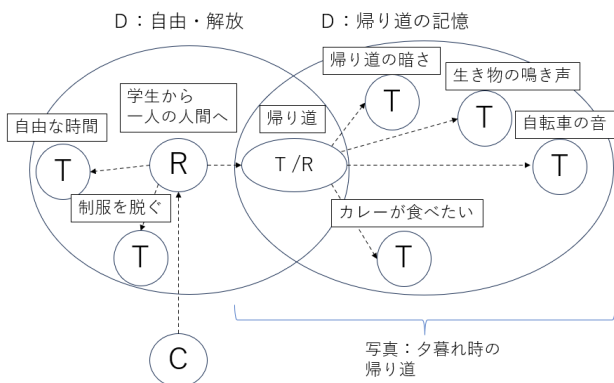 D：自由・解放
D：帰り道の記憶
学生から
一人の人間へ
帰り道の暗さ
生き物の鳴き声
自由な時間
帰り道
自転車の音
T
R
T /R
T
T
T
制服を脱ぐ
カレーが食べたい
T
T
C
写真：夕暮れ時の
帰り道